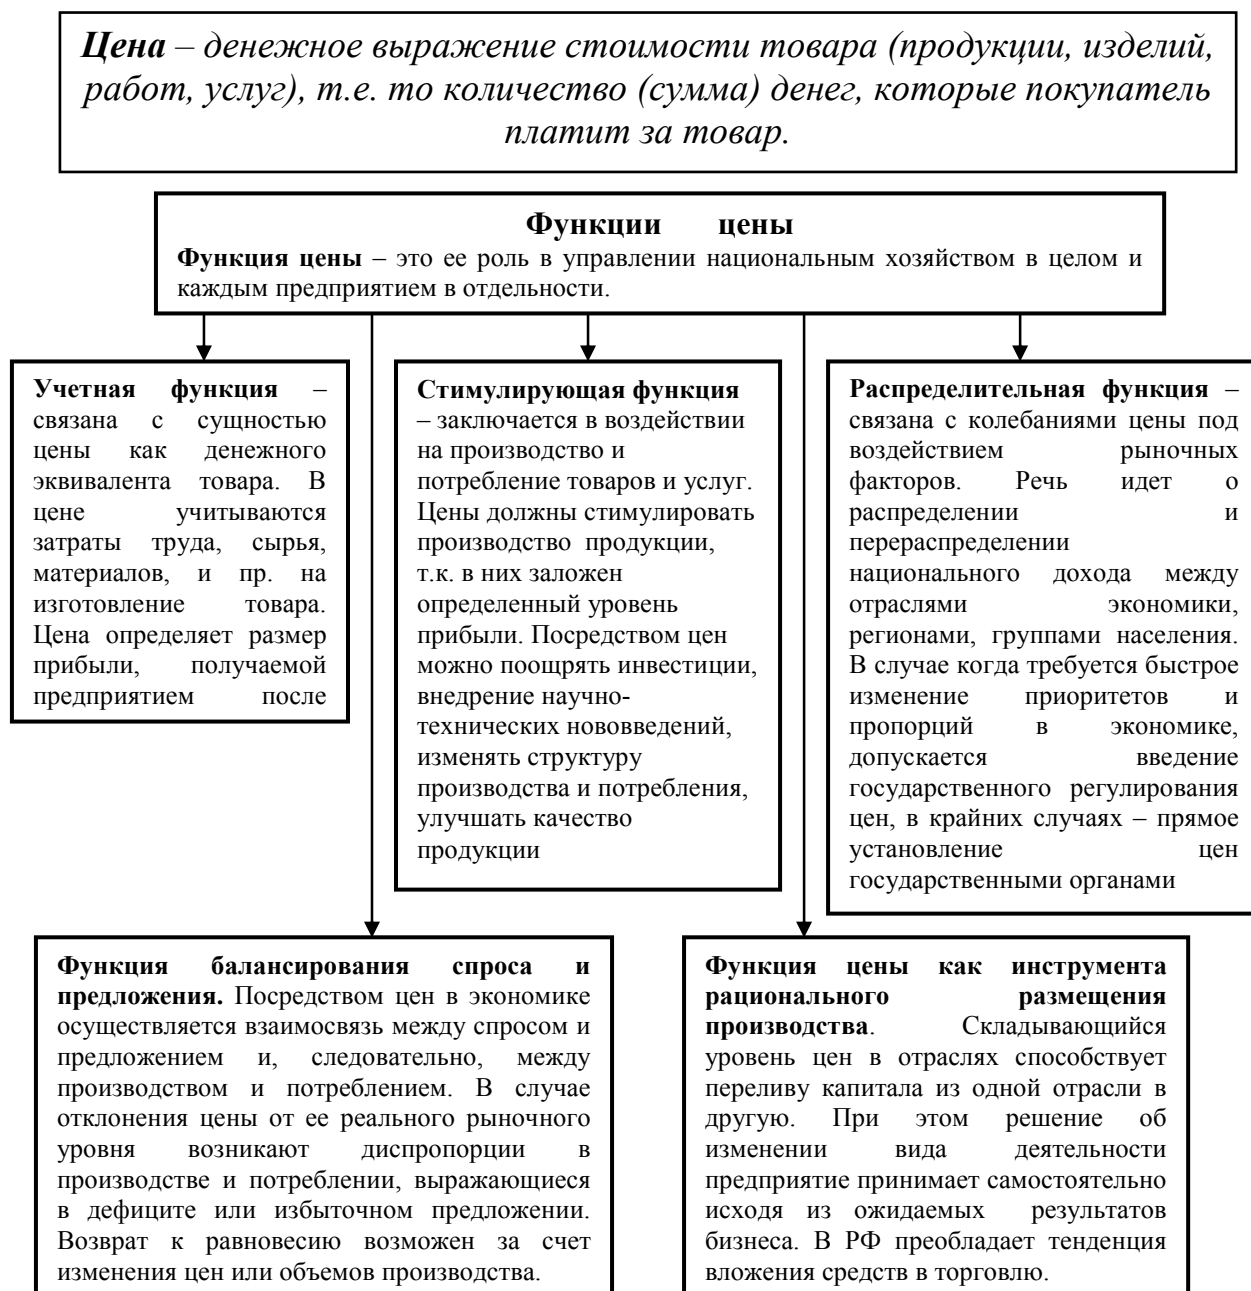 Цена – денежное выражение стоимости товара (продукции, изделий,
работ, услуг), т.е. то количество (сумма) денег, которые покупатель
платит за товар.
Функции цены
Функция цены – это ее роль в управлении национальным хозяйством в целом и
каждым предприятием в отдельности.
Учетная функция –
связана с сущностью
цены как денежного
эквивалента товара. В
цене учитываются
затраты труда, сырья,
материалов, и пр. на
изготовление товара.
Цена определяет размер
прибыли, получаемой
предприятием после
Стимулирующая функция
– заключается в воздействии
на производство и
потребление товаров и услуг.
Цены должны стимулировать
производство продукции,
т.к. в них заложен
определенный уровень
прибыли. Посредством цен
можно поощрять инвестиции,
внедрение научно-
технических нововведений,
изменять структуру
производства и потребления,
улучшать качество
продукции
Распределительная функция –
связана с колебаниями цены под
воздействием рыночных
факторов. Речь идет о
распределении и
перераспределении
национального дохода между
отраслями экономики,
регионами, группами населения.
В случае когда требуется быстрое
изменение приоритетов и
пропорций в экономике,
допускается введение
государственного регулирования
цен, в крайних случаях – прямое
установление цен
государственными органами
Функция балансирования спроса и
предложения. Посредством цен в экономике
осуществляется взаимосвязь между спросом и
предложением и, следовательно, между
производством и потреблением. В случае
отклонения цены от ее реального рыночного
уровня возникают диспропорции в
производстве и потреблении, выражающиеся
в дефиците или избыточном предложении.
Возврат к равновесию возможен за счет
изменения цен или объемов производства.
Функция цены как инструмента
рационального размещения
производства. Складывающийся
уровень цен в отраслях способствует
переливу капитала из одной отрасли в
другую. При этом решение об
изменении вида деятельности
предприятие принимает самостоятельно
исходя из ожидаемых результатов
бизнеса. В РФ преобладает тенденция
вложения средств в торговлю.